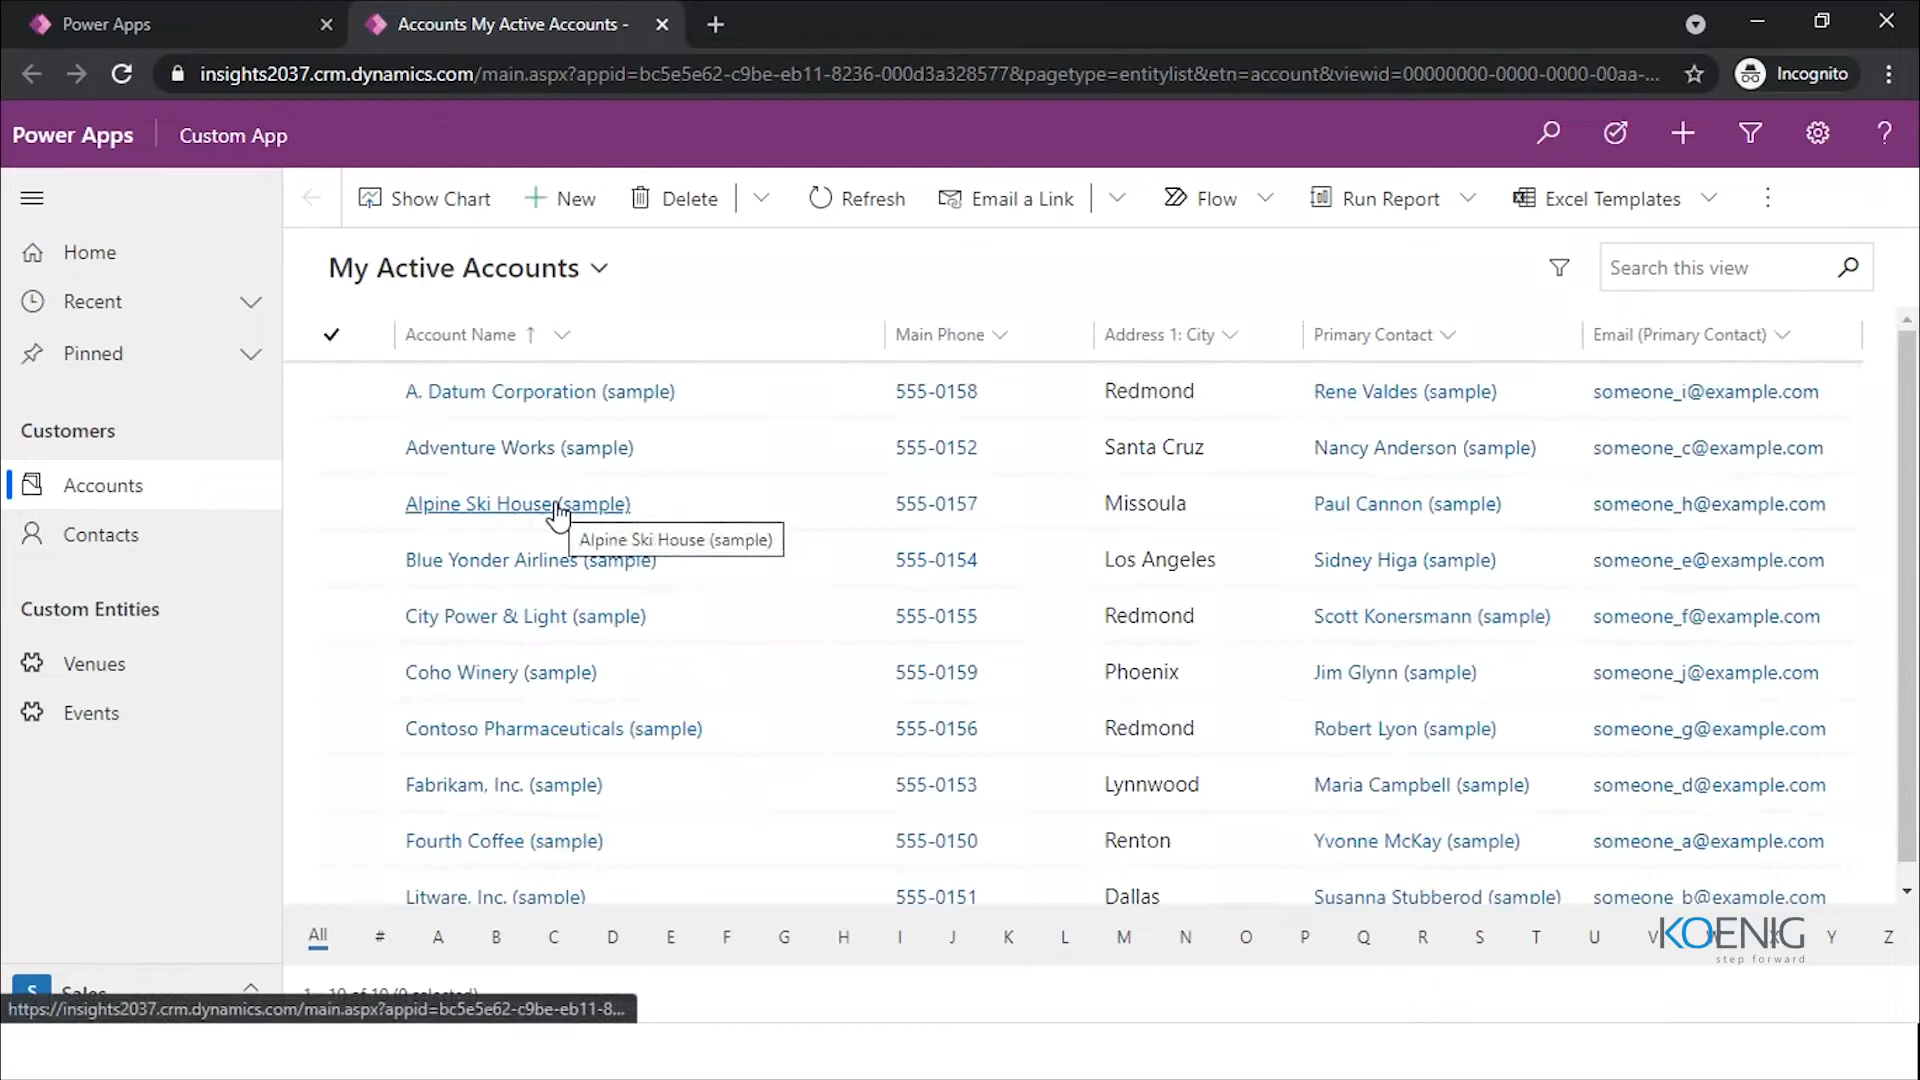 Power Apps
Accounts My Active Accounts -
insights2037.crm.dynamics.com/main.aspx?appid=bc5e5e62-c9be-eb11-8236-000d3a328577&pagetype=entitylist&etn=account&viewid=00000000-0000-0000-00aa-...
Incognito
Power Apps
Custom App
Show Chart
New
Delete
Refresh
Email a Link
Flow
Run Report
Excel Templates
Home
Recent
Pinned
Customers
Accounts
Contacts
Custom Entities
Venues
Events
My Active Accounts
Search this view
Account Name Main Phone Address 1: City Primary Contact Email (Primary Contact)
A. Datum Corporation (sample) 555-0158 Redmond Rene Valdes (sample) someone_i@example.com
Adventure Works (sample) 555-0152 Santa Cruz Nancy Anderson (sample) someone_c@example.com
Alpine Ski House (sample) 555-0157 Missoula Paul Cannon (sample) someone_h@example.com
Alpine Ski House (sample)
Blue Yonder Airlines (sample) 555-0154 Los Angeles Sidney Higa (sample) someone_e@example.com
City Power & Light (sample) 555-0155 Redmond Scott Konersmann (sample) someone_f@example.com
Coho Winery (sample) 555-0159 Phoenix Jim Glynn (sample) someone_j@example.com
Contoso Pharmaceuticals (sample) 555-0156 Redmond Robert Lyon (sample) someone_g@example.com
Fabrikam, Inc. (sample) 555-0153 Lynnwood Maria Campbell (sample) someone_d@example.com
Fourth Coffee (sample) 555-0150 Renton Yvonne McKay (sample) someone_a@example.com
Litware, Inc. (sample) 555-0151 Dallas Susanna Stubberod (sample) someone_b@example.com
All # A B C D E F G H I J K L M N O P Q R S T U V W X Y Z
KOENIG
step forward
S Sales
1 - 10 of 10 (0 selected)
https://insights2037.crm.dynamics.com/main.aspx?appid=bc5e5e62-c9be-eb11-8...